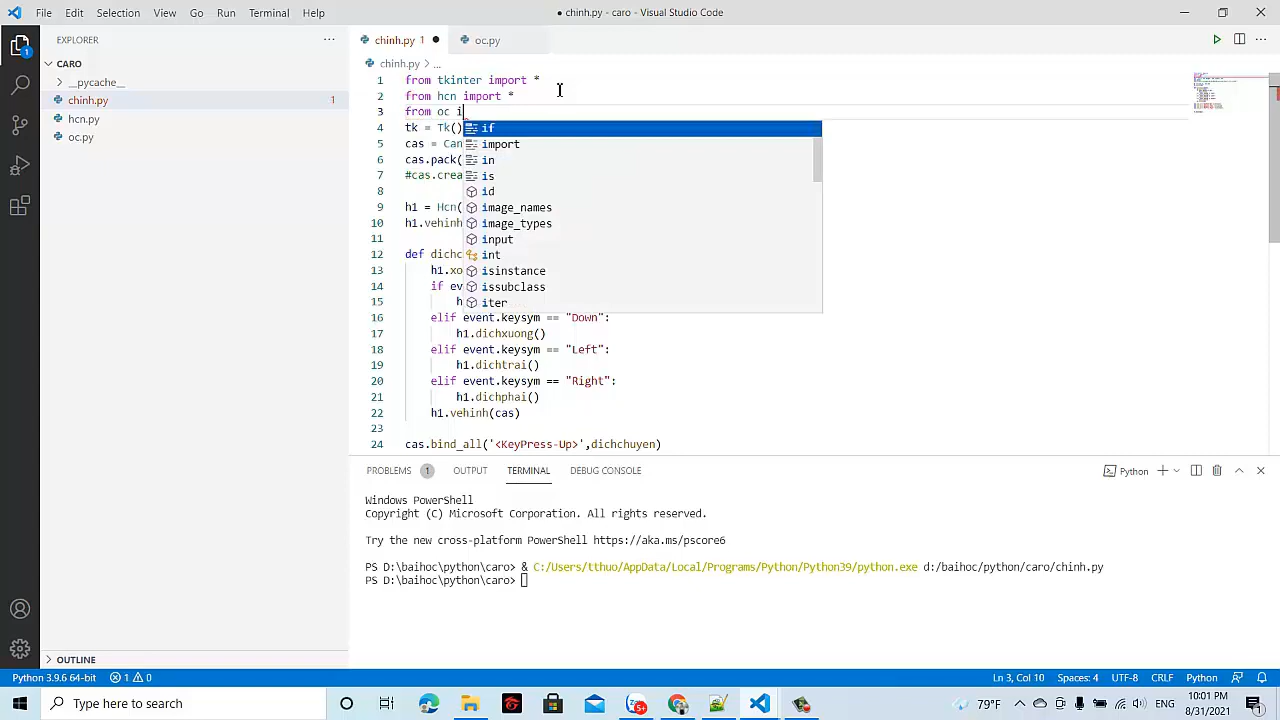 File Edit Selection View Go Run Terminal Help
● chinh.py - caro - Visual Studio Code
EXPLORER
chinh.py 1 ●
oc.py
CARO
chinh.py > ...
__pycache__
chinh.py 1
hcn.py
oc.py
1 from tkinter import *
2 from hcn import *
3 from oc i
4 tk = Tk()
5 cas = Can
6 cas.pack(
7 #cas.crea
8
9 h1 = Hcn(
10 h1.vehinh
11
12 def dichc
13 h1.xo
14 if ev
15 h
16 elif event.keysym == "Down":
17 h1.dichxuong()
18 elif event.keysym == "Left":
19 h1.dichtrai()
20 elif event.keysym == "Right":
21 h1.dichphai()
22 h1.vehinh(cas)
23
24 cas.bind_all('<KeyPress-Up>',dichchuyen)
if
import
in
is
id
image_names
image_types
input
int
isinstance
issubclass
iter
PROBLEMS 1 OUTPUT TERMINAL DEBUG CONSOLE
Python
Windows PowerShell
Copyright (C) Microsoft Corporation. All rights reserved.
Try the new cross-platform PowerShell https://aka.ms/pscore6
PS D:\baihoc\python\caro> & C:/Users/tthuo/AppData/Local/Programs/Python/Python39/python.exe d:/baihoc/python/caro/chinh.py
PS D:\baihoc\python\caro>
OUTLINE
Python 3.9.6 64-bit 1 0
Ln 3, Col 10 Spaces: 4 UTF-8 CRLF Python
Type here to search
5+
79°F
ENG
10:01 PM
8/31/2021
1